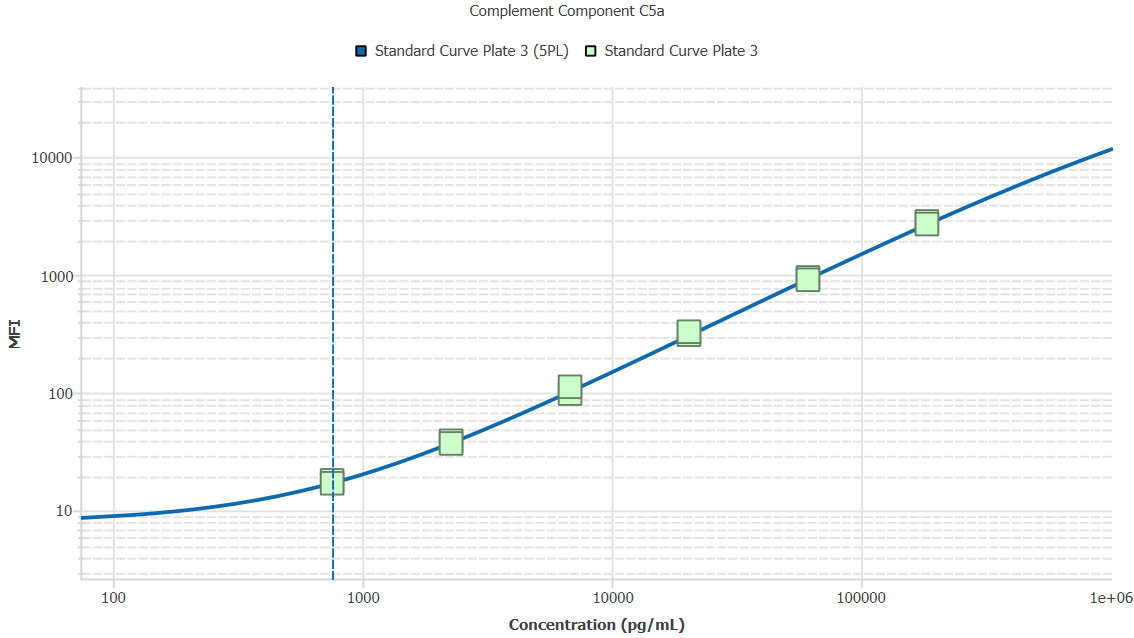 Complement Component C5a
Standard Curve Plate 3 (5PL) Standard Curve Plate 3
10000
1000
100
10
MFI
100 1000 10000 100000 1e+06
Concentration (pg/mL)